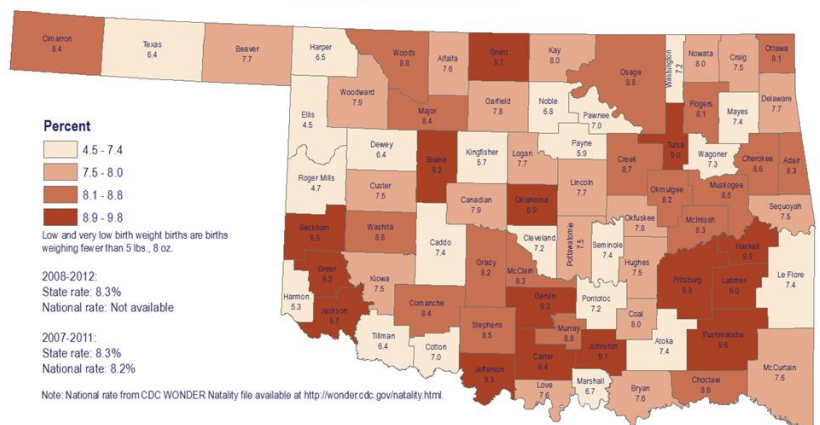 Cimarron
8.4
Texas
6.4
Beaver
7.7
Harper
6.5
Woods
8.8
Alfalfa
7.6
Grant
Kay
8.0
Osage
8.8
Washington
7.2
Nowata
8.0
Craig
7.5
Ottawa
8.1
Ellis
4.5
Woodward
7.9
Major
8.4
Garfield
7.8
Noble
6.8
Pawnee
7.0
Rogers
8.1
Mayes
7.4
Delaware
7.7
Percent
4.5 - 7.4
7.5 - 8.0
8.1 - 8.8
8.9 - 9.8
Low and very low birth weight births are births
weighing fewer than 5 lbs., 8 oz.
Roger Mills
4.7
Dewey
6.4
Blaine
9.2
Kingfisher
5.7
Logan
7.7
Payne
5.9
Creek
8.7
Tulsa
9.0
Wagoner
7.3
Cherokee
8.6
Adair
8.3
Custer
7.5
Canadian
7.9
Oklahoma
8.9
Lincoln
7.7
Okmulgee
8.2
Muskogee
8.5
Sequoyah
7.5
Beckham
Washita
8.8
Caddo
7.4
Cleveland
7.2
Pottawatomie
7.5
Seminole
7.4
Okfuskee
7.8
McIntosh
8.3
Haskell
2008-2012:
State rate: 8.3%
National rate: Not available
Greer
9.2
Kiowa
7.5
Grady
8.2
McClain
8.3
Hughes
7.5
Pittsburg
9.3
Latimer
9.0
Le Flore
7.4
Harmon
5.3
Jackson
9.7
Comanche
8.4
Garvin
9.2
Pontotoc
7.2
Coal
8.0
2007-2011:
State rate: 8.3%
National rate: 8.2%
Tillman
6.4
Cotton
7.0
Stephens
8.5
Murray
8.8
Johnston
9.1
Atoka
7.4
Pushmataha
Jefferson
9.3
Carter
9.4
Love
Marshall
6.7
Bryan
7.6
Choctaw
8.6
McCurtain
7.6
Note: National rate from CDC WONDER Natality file available at http://wonder.cdc.gov/natality.html.